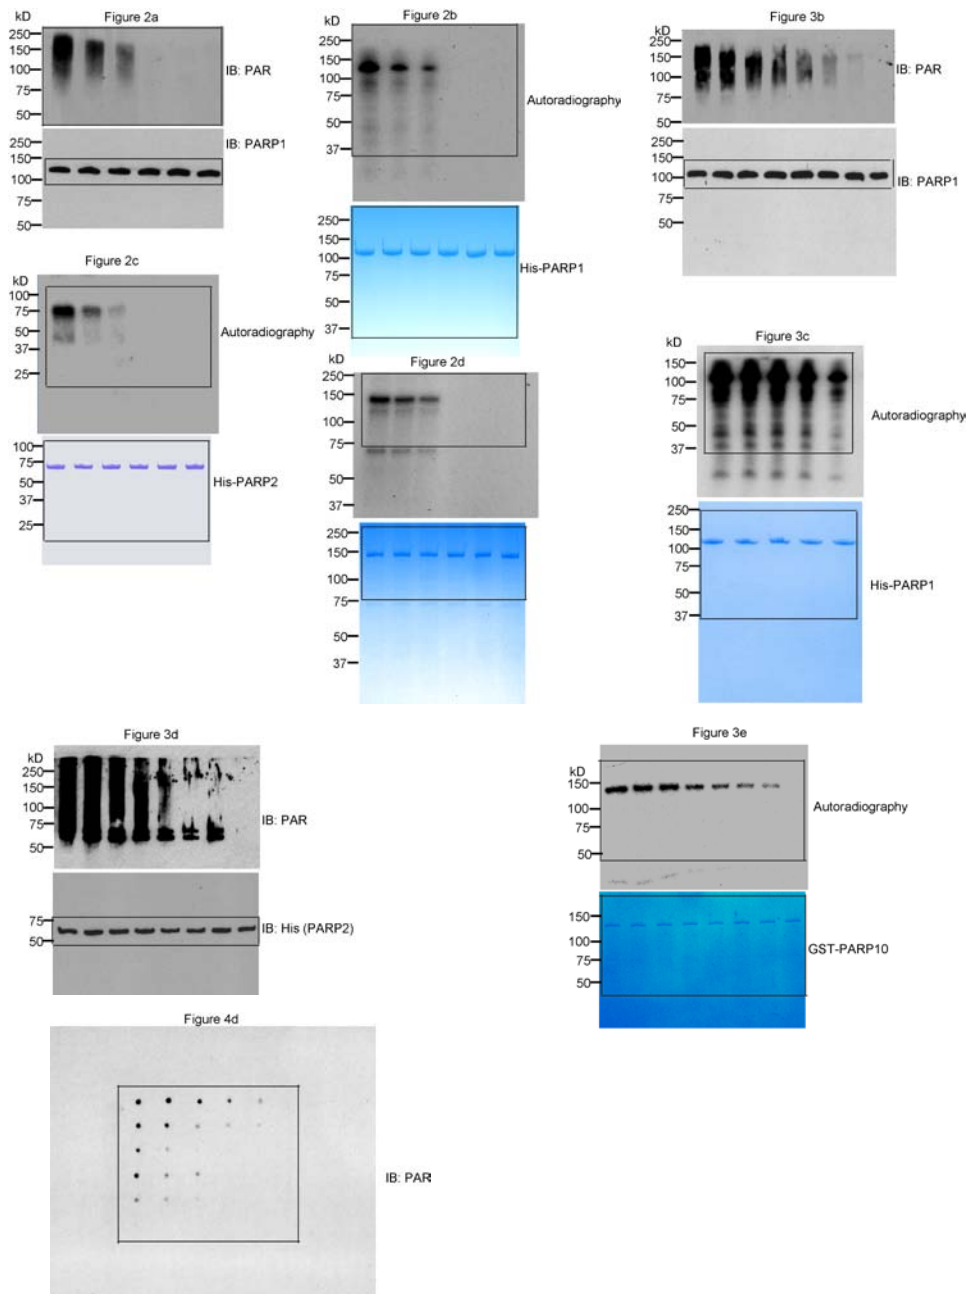 Figure 2a
kD
250
150
100
75
50
IB: PAR
250
150
100
75
50
IB: PARP1
Figure 2b
kD
250
150
100
75
50
37
Autoradiography
250
150
100
75
50
37
His-PARP1
Figure 3b
kD
250
150
100
75
50
IB: PAR
250
150
100
75
50
IB: PARP1
Figure 2c
kD
100
75
50
37
25
Autoradiography
100
75
50
37
25
His-PARP2
Figure 2d
kD
250
150
100
75
50
37
250
150
100
75
50
37
Figure 3c
kD
150
100
75
50
37
Autoradiography
250
150
100
75
50
37
His-PARP1
Figure 3d
kD
250
150
100
75
50
IB: PAR
75
50
IB: His (PARP2)
Figure 3e
kD
150
100
75
50
Autoradiography
150
100
75
50
GST-PARP10
Figure 4d
IB: PAR